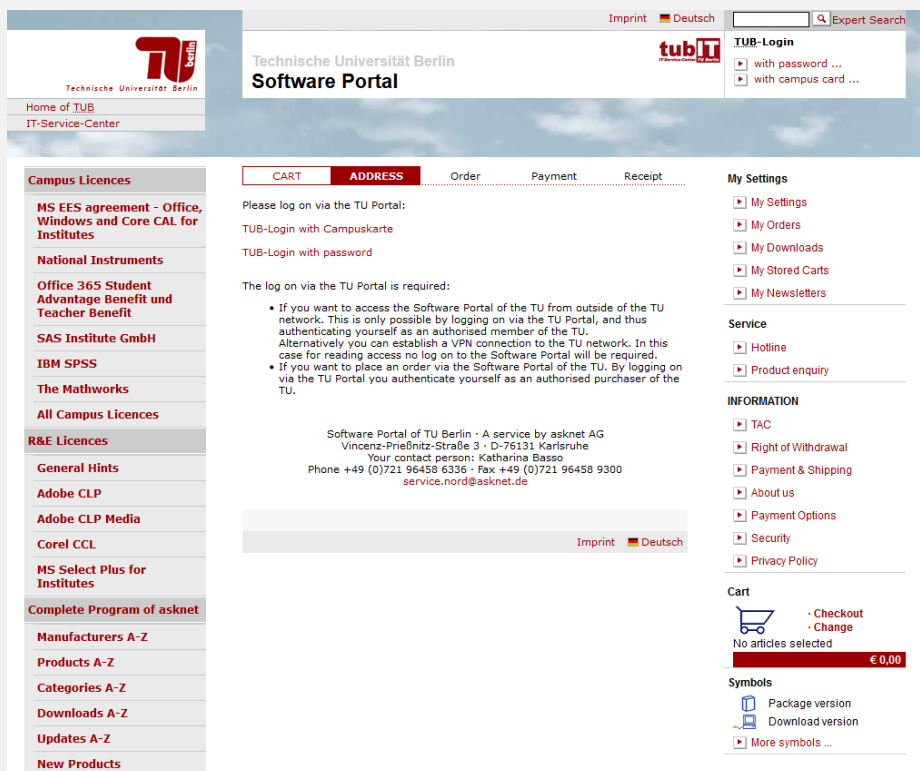 Imprint Deutsch
Expert Search
TU berlin
Technische Universität Berlin
Home of TUB
IT-Service-Center
Technische Universität Berlin
Software Portal
tubIT
IT-Service-Center TU Berlin
TUB-Login
with password ...
with campus card ...
Campus Licences
MS EES agreement - Office,
Windows and Core CAL for
Institutes
National Instruments
Office 365 Student
Advantage Benefit und
Teacher Benefit
SAS Institute GmbH
IBM SPSS
The Mathworks
All Campus Licences
R&E Licences
General Hints
Adobe CLP
Adobe CLP Media
Corel CCL
MS Select Plus for
Institutes
Complete Program of asknet
Manufacturers A-Z
Products A-Z
Categories A-Z
Downloads A-Z
Updates A-Z
New Products
CART ADDRESS Order Payment Receipt
Please log on via the TU Portal:
TUB-Login with Campuskarte
TUB-Login with password
The log on via the TU Portal is required:
• If you want to access the Software Portal of the TU from outside of the TU
network. This is only possible by logging on via the TU Portal, and thus
authenticating yourself as an authorised member of the TU.
Alternatively you can establish a VPN connection to the TU network. In this
case for reading access no log on to the Software Portal will be required.
• If you want to place an order via the Software Portal of the TU. By logging on
via the TU Portal you authenticate yourself as an authorised purchaser of the
TU.
Software Portal of TU Berlin · A service by asknet AG
Vincenz-Prießnitz-Straße 3 · D-76131 Karlsruhe
Your contact person: Katharina Basso
Phone +49 (0)721 96458 6336 · Fax +49 (0)721 96458 9300
service.nord@asknet.de
Imprint Deutsch
My Settings
My Settings
My Orders
My Downloads
My Stored Carts
My Newsletters
Service
Hotline
Product enquiry
INFORMATION
TAC
Right of Withdrawal
Payment & Shipping
About us
Payment Options
Security
Privacy Policy
Cart
· Checkout
· Change
No articles selected
€ 0,00
Symbols
Package version
Download version
More symbols ...